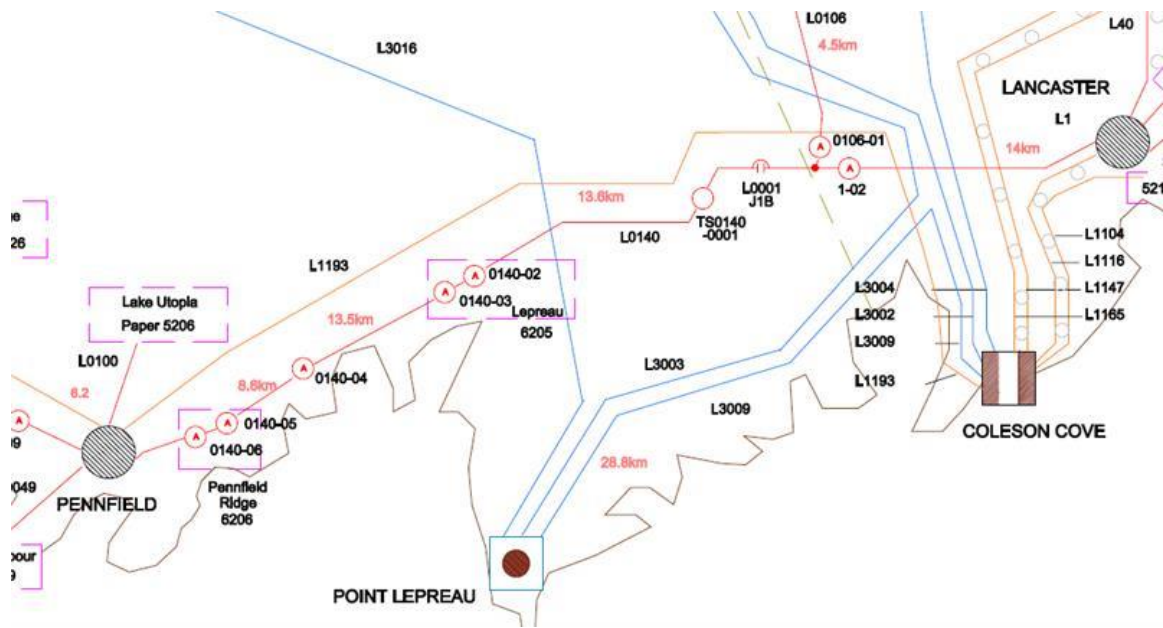 L3016
L0106
4.5km
L40
LANCASTER
L1
0106-01
14km
L0001
J1B
1-02
521
13.6km
TS0140
-0001
L0140
L1104
L1116
L1147
L1165
L1193
0140-02
0140-03
Lepreau
6205
L3004
L3002
L3009
L1193
26
Lake Utopia
Paper 5206
13.5km
L0100
6.2
8.6km
0140-04
L3003
L3009
COLESON COVE
0140-05
0140-06
28.8km
049
PENNFIELD
Pennfield
Ridge
6206
POINT LEPREAU
A
A
A
A
A
A
A
A